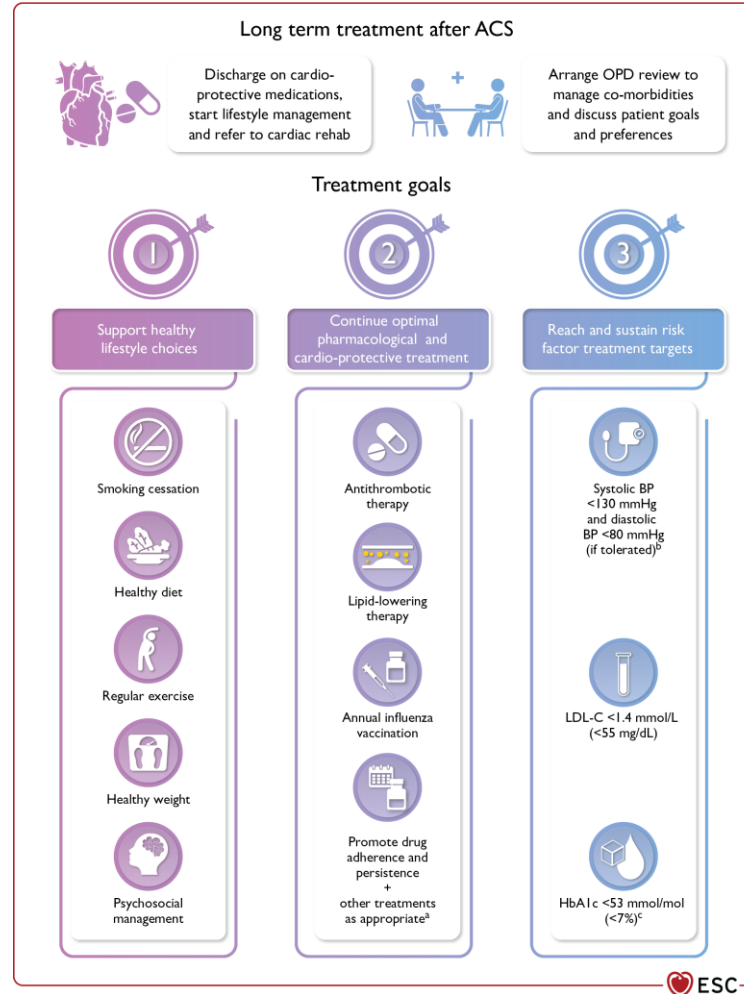 Long term treatment after ACS
Discharge on cardio-
protective medications,
start lifestyle management
and refer to cardiac rehab
+
Arrange OPD review to
manage co-morbidities
and discuss patient goals
and preferences
Treatment goals
1
Support healthy
lifestyle choices
Smoking cessation
Healthy diet
Regular exercise
Healthy weight
Psychosocial
management
2
Continue optimal
pharmacological and
cardio-protective treatment
Antithrombotic
therapy
Lipid-lowering
therapy
Annual influenza
vaccination
Promote drug
adherence and
persistence
+
other treatments
as appropriateᵃ
3
Reach and sustain risk
factor treatment targets
Systolic BP
<130 mmHg
and diastolic
BP <80 mmHg
(if tolerated)ᵇ
LDL-C <1.4 mmol/L
(<55 mg/dL)
HbA1c <53 mmol/mol
(<7%)ᶜ
ESC